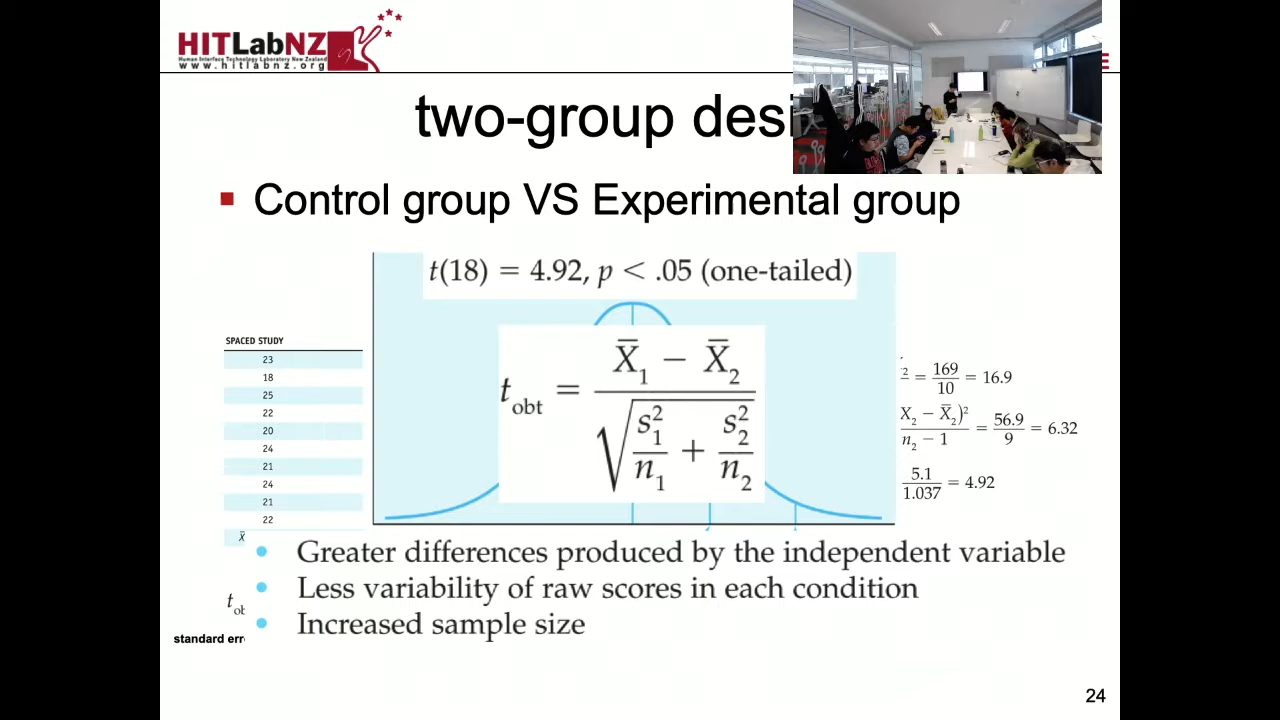 HITLabNZ
Human Interface Technology Laboratory New Zealand
www.hitlabnz.org
two-group desi
Control group VS Experimental group
t(18) = 4.92, p < .05 (one-tailed)
SPACED STUDY
23
18
25
22
20
24
21
24
21
22
X̅
t_obt = (X̅₁ − X̅₂) / √(s₁²/n₁ + s₂²/n₂)
₂ = 169/10 = 16.9
X₂ − X̅₂)² / n₂ − 1 = 56.9/9 = 6.32
5.1/1.037 = 4.92
Greater differences produced by the independent variable
Less variability of raw scores in each condition
Increased sample size
t_ob
standard err
24